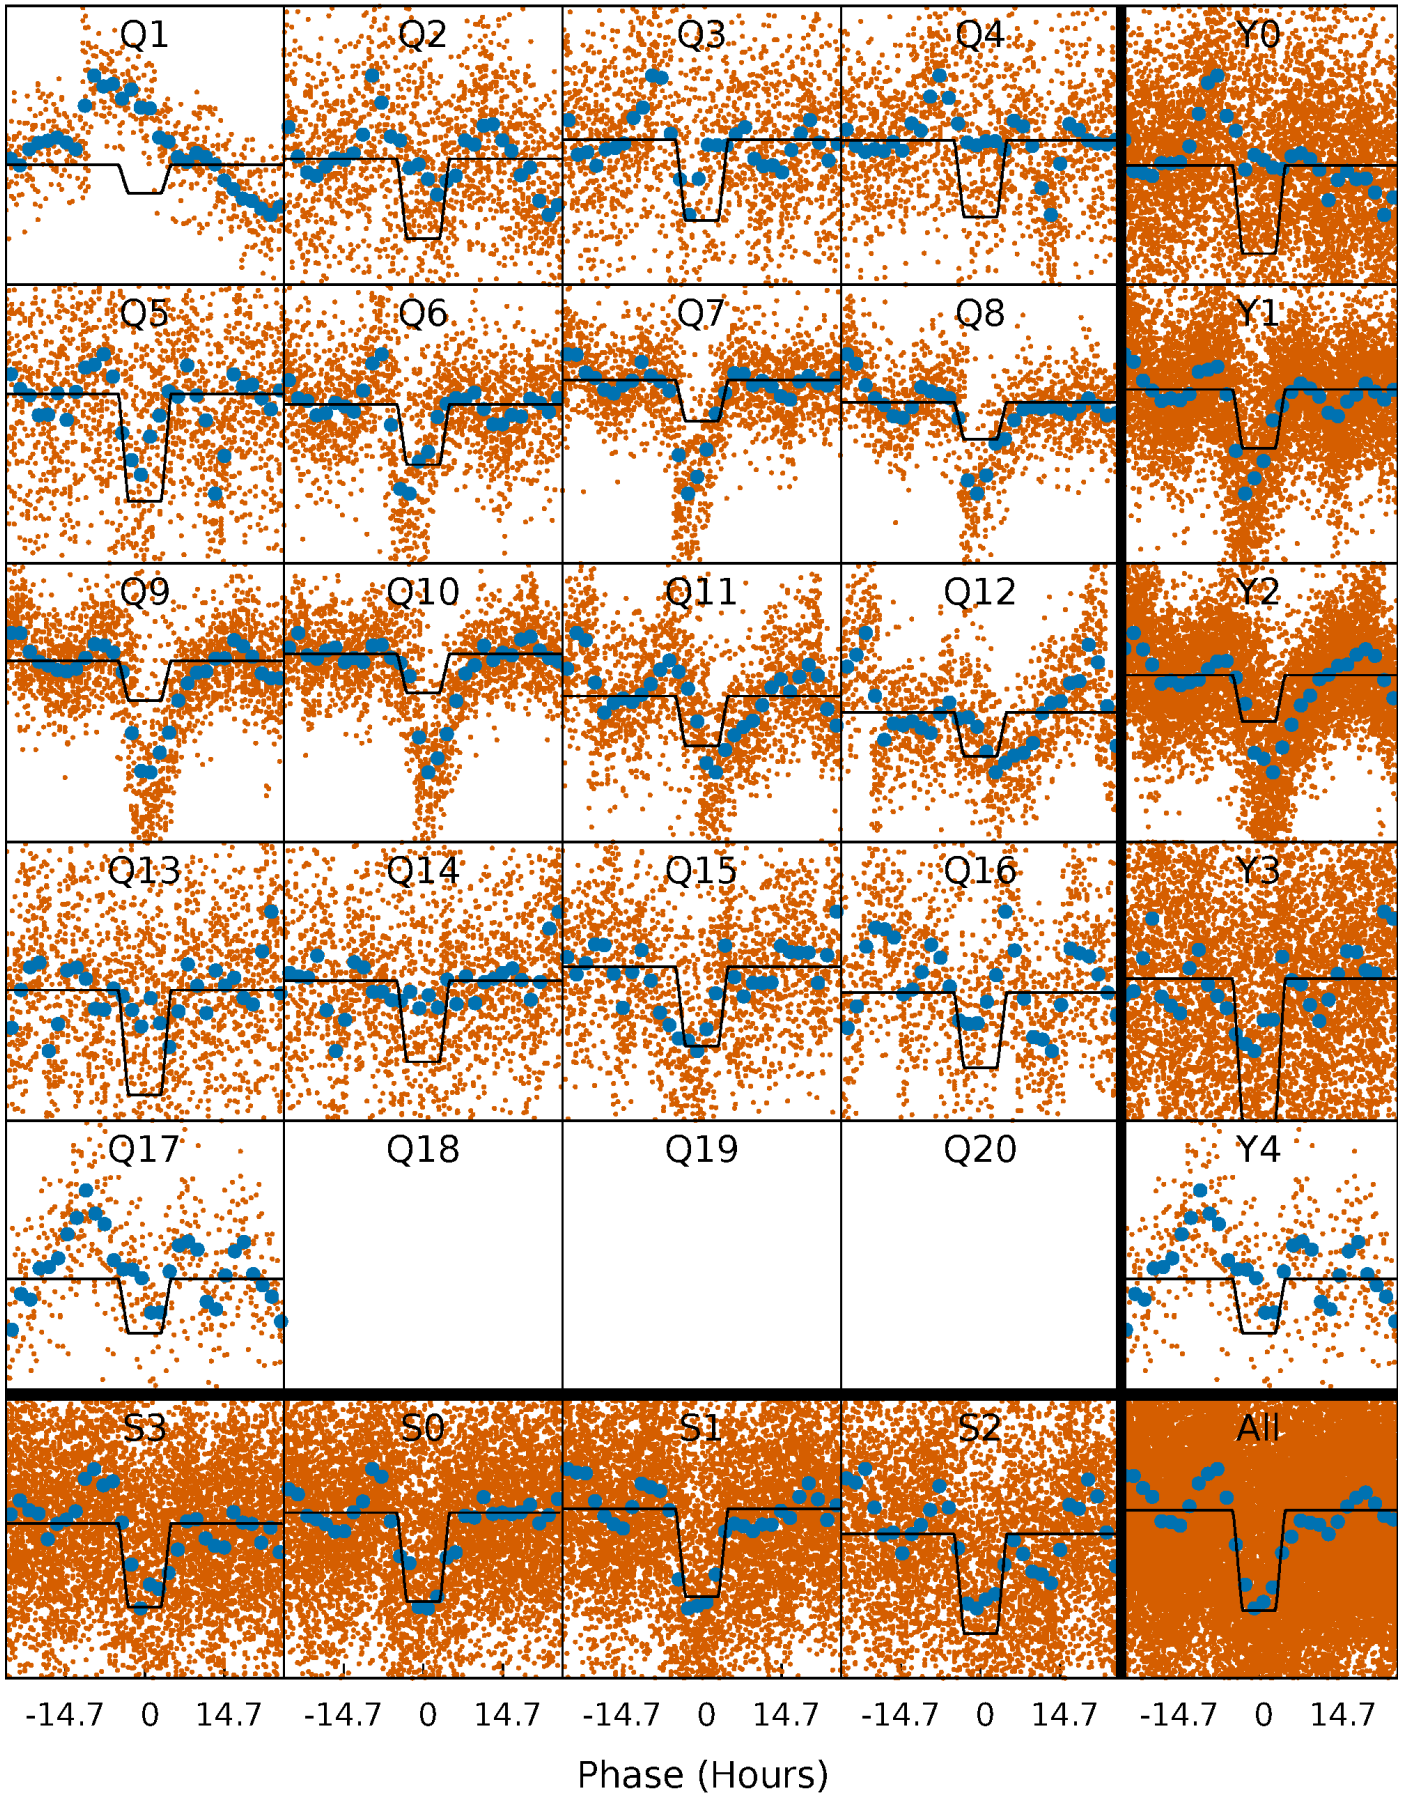 Q1 Q2 Q3 Q4 Y0
Q5 Q6 Q7 Q8 Y1
Q9 Q10 Q11 Q12 Y2
Q13 Q14 Q15 Q16 Y3
Q17 Q18 Q19 Q20 Y4
S3 S0 S1 S2 All
-14.7 0 14.7 -14.7 0 14.7 -14.7 0 14.7 -14.7 0 14.7 -14.7 0 14.7
Phase (Hours)